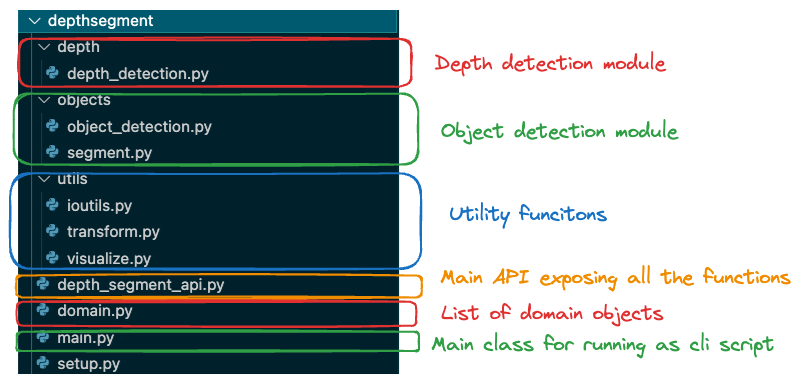 depthsegment
depth
depth_detection.py
Depth detection module
objects
object_detection.py
segment.py
Object detection module
utils
ioutils.py
transform.py
visualize.py
Utility funcitons
depth_segment_api.py
Main API exposing all the functions
domain.py
List of domain objects
main.py
Main class for running as cli script
setup.py